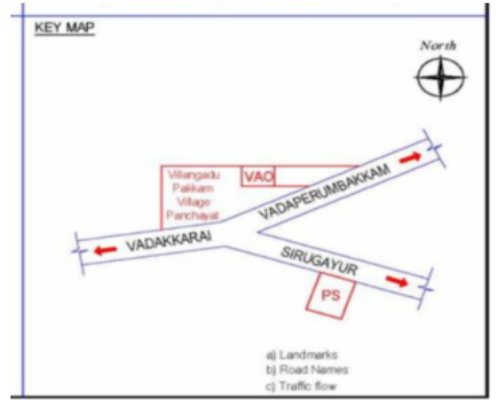 KEY MAP
North
Villangadu
Pakkam
Village
Panchayat
VAO
VADAPERUMBAKKAM
VADAKKARAI
SIRUGAYUR
PS
a) Landmarks
b) Road Names
c) Traffic flow